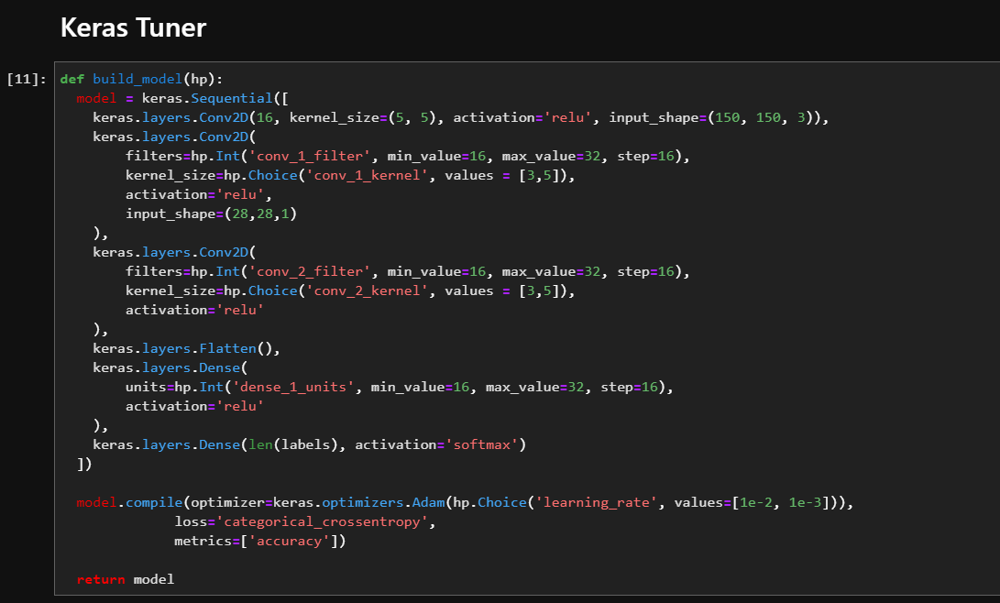 Keras Tuner
[11]: def build_model(hp):
  model = keras.Sequential([
    keras.layers.Conv2D(16, kernel_size=(5, 5), activation='relu', input_shape=(150, 150, 3)),
    keras.layers.Conv2D(
        filters=hp.Int('conv_1_filter', min_value=16, max_value=32, step=16),
        kernel_size=hp.Choice('conv_1_kernel', values = [3,5]),
        activation='relu',
        input_shape=(28,28,1)
    ),
    keras.layers.Conv2D(
        filters=hp.Int('conv_2_filter', min_value=16, max_value=32, step=16),
        kernel_size=hp.Choice('conv_2_kernel', values = [3,5]),
        activation='relu'
    ),
    keras.layers.Flatten(),
    keras.layers.Dense(
        units=hp.Int('dense_1_units', min_value=16, max_value=32, step=16),
        activation='relu'
    ),
    keras.layers.Dense(len(labels), activation='softmax')
  ])
  model.compile(optimizer=keras.optimizers.Adam(hp.Choice('learning_rate', values=[1e-2, 1e-3])),
              loss='categorical_crossentropy',
              metrics=['accuracy'])
  return model